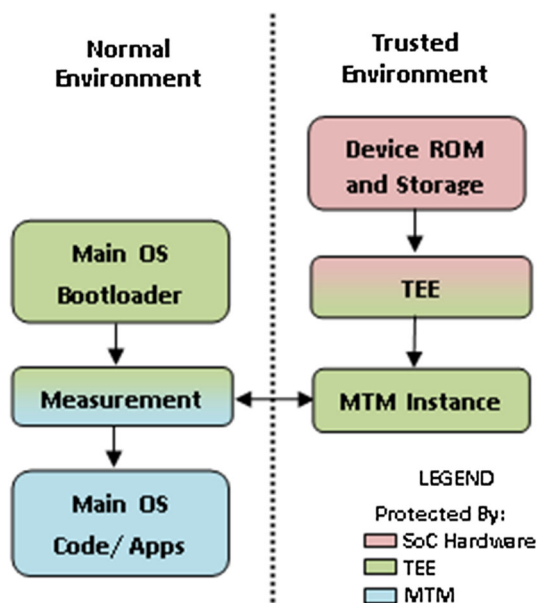 Normal
Environment
Trusted
Environment
Device ROM
and Storage
Main OS
Bootloader
TEE
Measurement
MTM Instance
Main OS
Code/ Apps
LEGEND
Protected By:
SoC Hardware
TEE
MTM